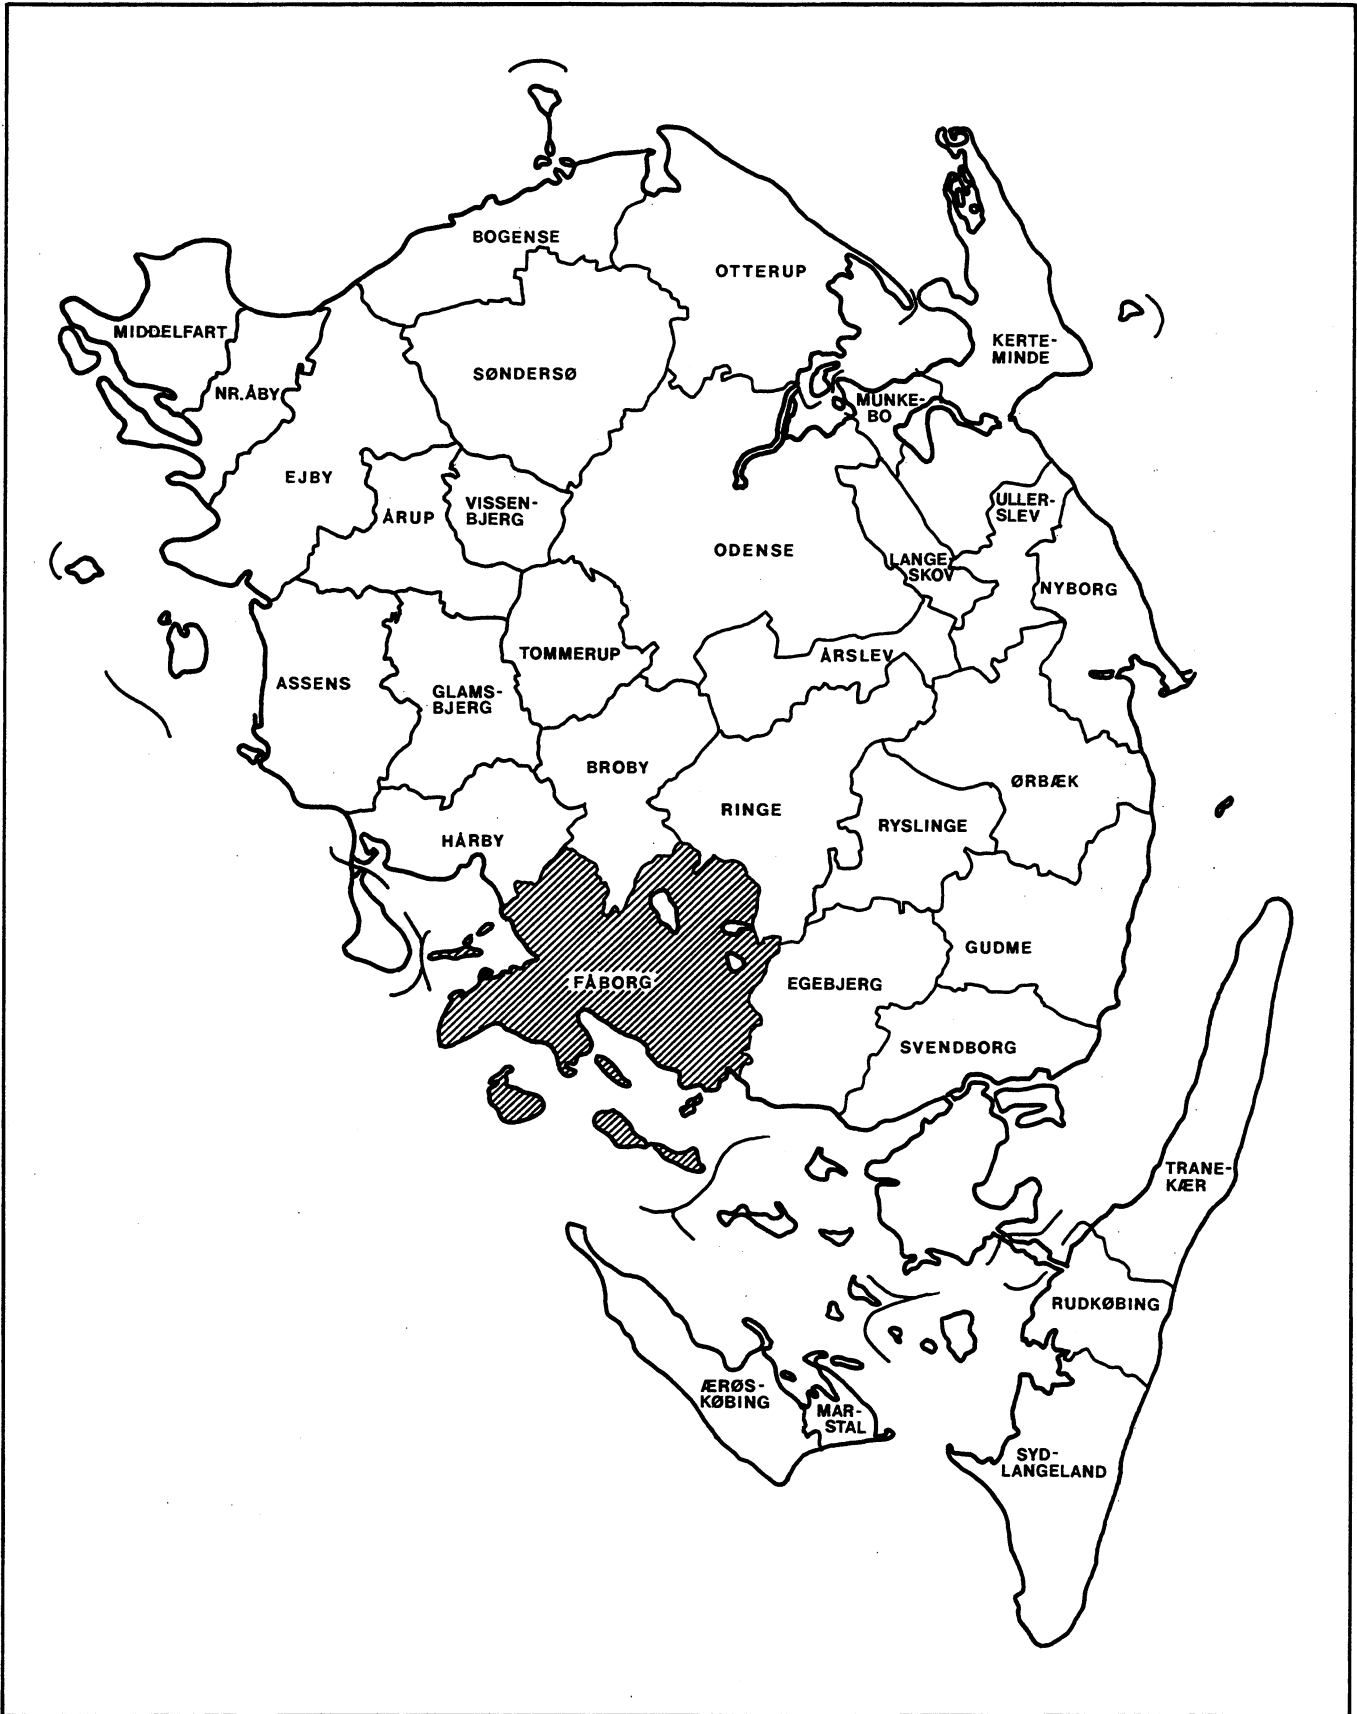 BOGENSE
OTTERUP
MIDDELFART
KERTE-
MINDE
SØNDERSØ
NR.ÅBY
MUNKE-
BO
EJBY
VISSEN-
BJERG
ÅRUP
ULLER-
SLEV
ODENSE
LANGE-
SKOV
NYBORG
TOMMERUP
ÅRSLEV
ASSENS
GLAMS-
BJERG
BROBY
ØRBÆK
RINGE
RYSLINGE
HÅRBY
GUDME
FÅBORG
EGEBJERG
SVENDBORG
TRANE-
KÆR
RUDKØBING
ÆRØS-
KØBING
MAR-
STAL
SYD-
LANGELAND